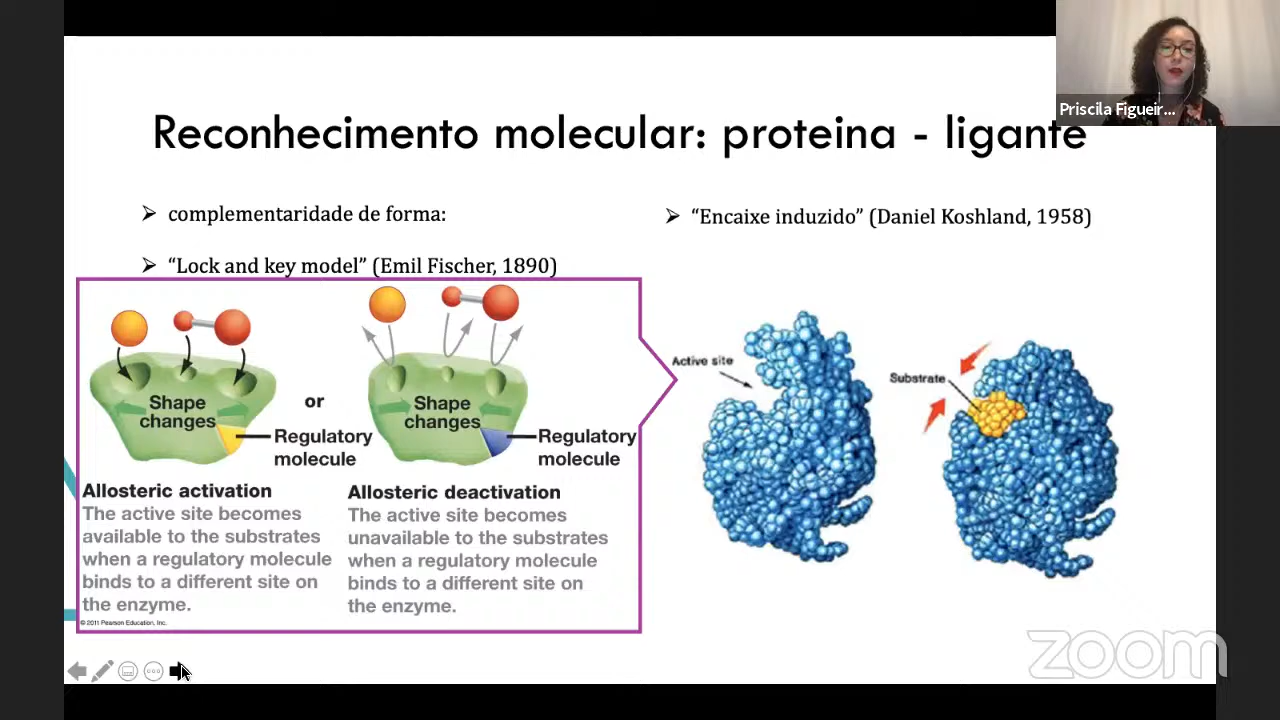 Priscila Figueir...
Reconhecimento molecular: proteina - ligante
complementaridade de forma:
“Lock and key model” (Emil Fischer, 1890)
“Encaixe induzido” (Daniel Koshland, 1958)
Shape
changes
Regulatory
molecule
or
Shape
changes
Regulatory
molecule
Allosteric activation
The active site becomes
available to the substrates
when a regulatory molecule
binds to a different site on
the enzyme.
Allosteric deactivation
The active site becomes
unavailable to the substrates
when a regulatory molecule
binds to a different site on
the enzyme.
© 2011 Pearson Education, Inc.
Active site
Substrate
zoom